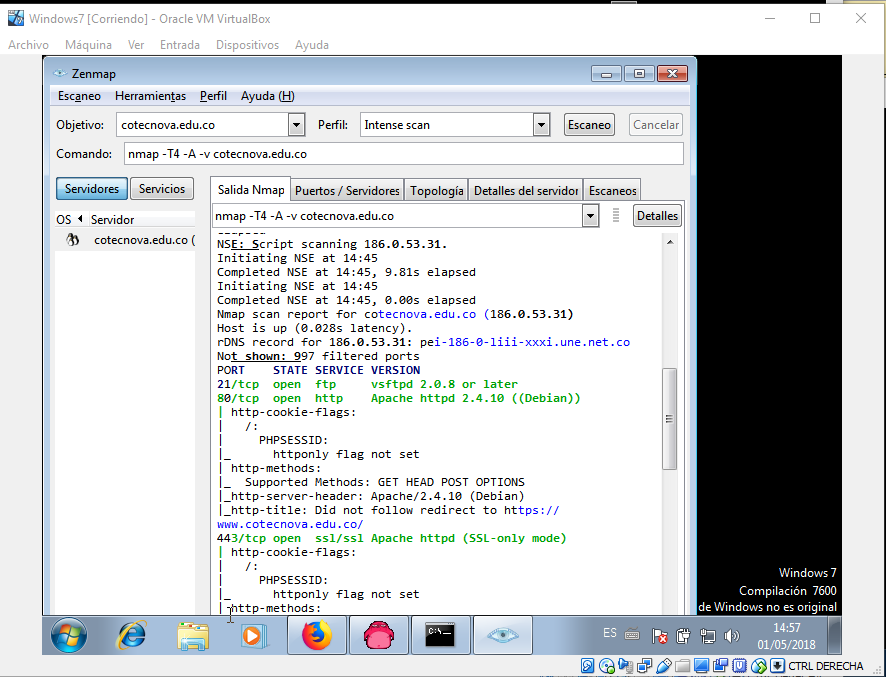 Windows7 [Corriendo] - Oracle VM VirtualBox
Archivo Máquina Ver Entrada Dispositivos Ayuda
Zenmap
Escaneo Herramientas Perfil Ayuda (H)
Objetivo: cotecnova.edu.co Perfil: Intense scan Escaneo Cancelar
Comando: nmap -T4 -A -v cotecnova.edu.co
Servidores Servicios
OS Servidor
cotecnova.edu.co (
Salida Nmap Puertos / Servidores Topología Detalles del servidor Escaneos
nmap -T4 -A -v cotecnova.edu.co Detalles
NSE: Script scanning 186.0.53.31.
Initiating NSE at 14:45
Completed NSE at 14:45, 9.81s elapsed
Initiating NSE at 14:45
Completed NSE at 14:45, 0.00s elapsed
Nmap scan report for cotecnova.edu.co (186.0.53.31)
Host is up (0.028s latency).
rDNS record for 186.0.53.31: pei-186-0-liii-xxxi.une.net.co
Not shown: 997 filtered ports
PORT STATE SERVICE VERSION
21/tcp open ftp vsftpd 2.0.8 or later
80/tcp open http Apache httpd 2.4.10 ((Debian))
| http-cookie-flags:
| /:
| PHPSESSID:
|_ httponly flag not set
| http-methods:
|_ Supported Methods: GET HEAD POST OPTIONS
|_http-server-header: Apache/2.4.10 (Debian)
|_http-title: Did not follow redirect to https://
www.cotecnova.edu.co/
443/tcp open ssl/ssl Apache httpd (SSL-only mode)
| http-cookie-flags:
| /:
| PHPSESSID:
|_ httponly flag not set
| http-methods:
Windows 7
Compilación 7600
de Windows no es original
C:\_
ES
14:57
01/05/2018
CTRL DERECHA